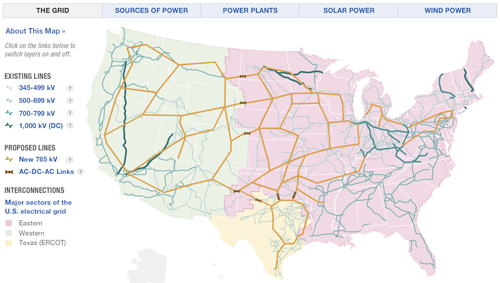 THE GRID
SOURCES OF POWER
POWER PLANTS
SOLAR POWER
WIND POWER
About This Map »
Click on the links below to
switch layers on and off.
EXISTING LINES
345-499 kV ?
500-699 kV ?
700-799 kV ?
1,000 kV (DC) ?
PROPOSED LINES
New 765 kV ?
AC-DC-AC Links ?
INTERCONNECTIONS
Major sectors of the
U.S. electrical grid
Eastern
Western
Texas (ERCOT)